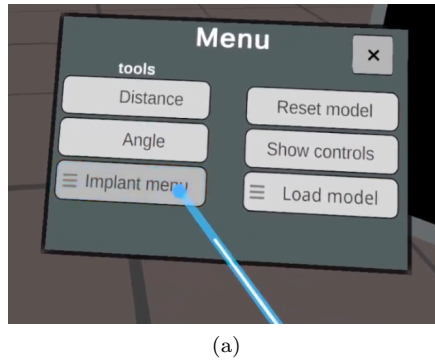 Menu
×
tools
Distance
Angle
Implant menu
Reset model
Show controls
Load model
(a)